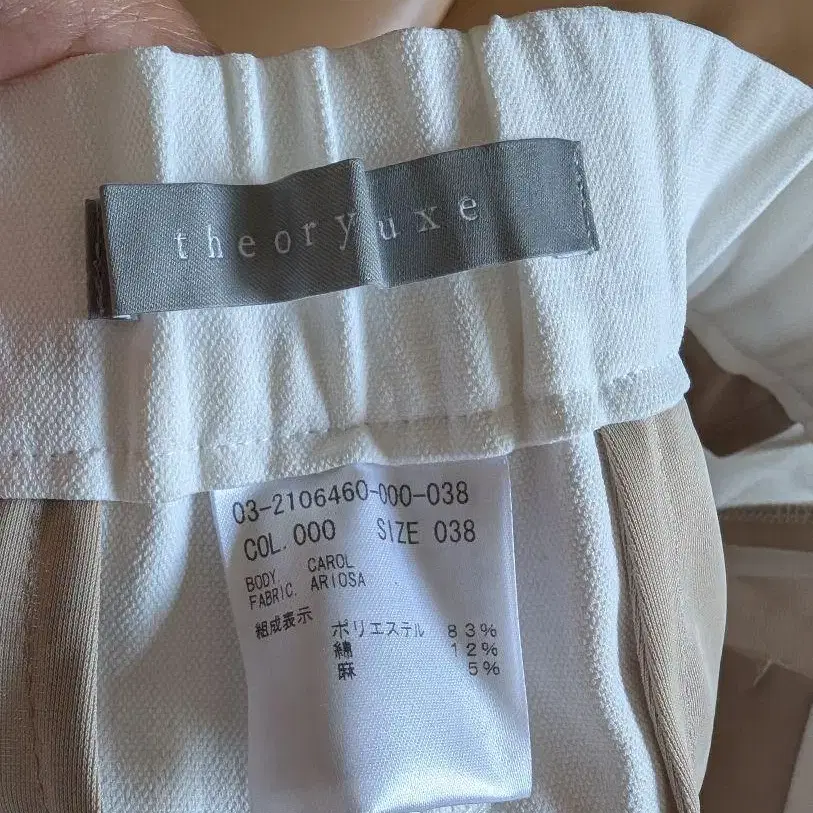 theoryuxe
03-2106460-000-038
COL. 000 SIZE 038
BODY. CAROL
FABRIC. ARIOSA
組成表示
ポリエステル 83%
綿 12%
麻 5%